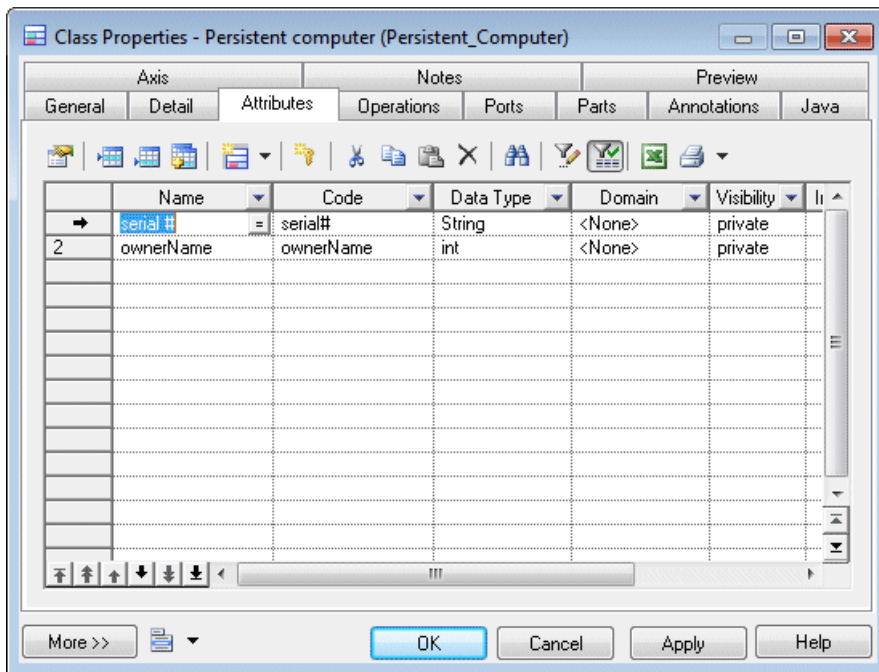 Class Properties - Persistent computer (Persistent_Computer)
Axis Notes Preview
General Detail Attributes Operations Ports Parts Annotations Java
Name Code Data Type Domain Visibility
serial # = serial# String <None> private
2 ownerName ownerName int <None> private
More >> OK Cancel Apply Help